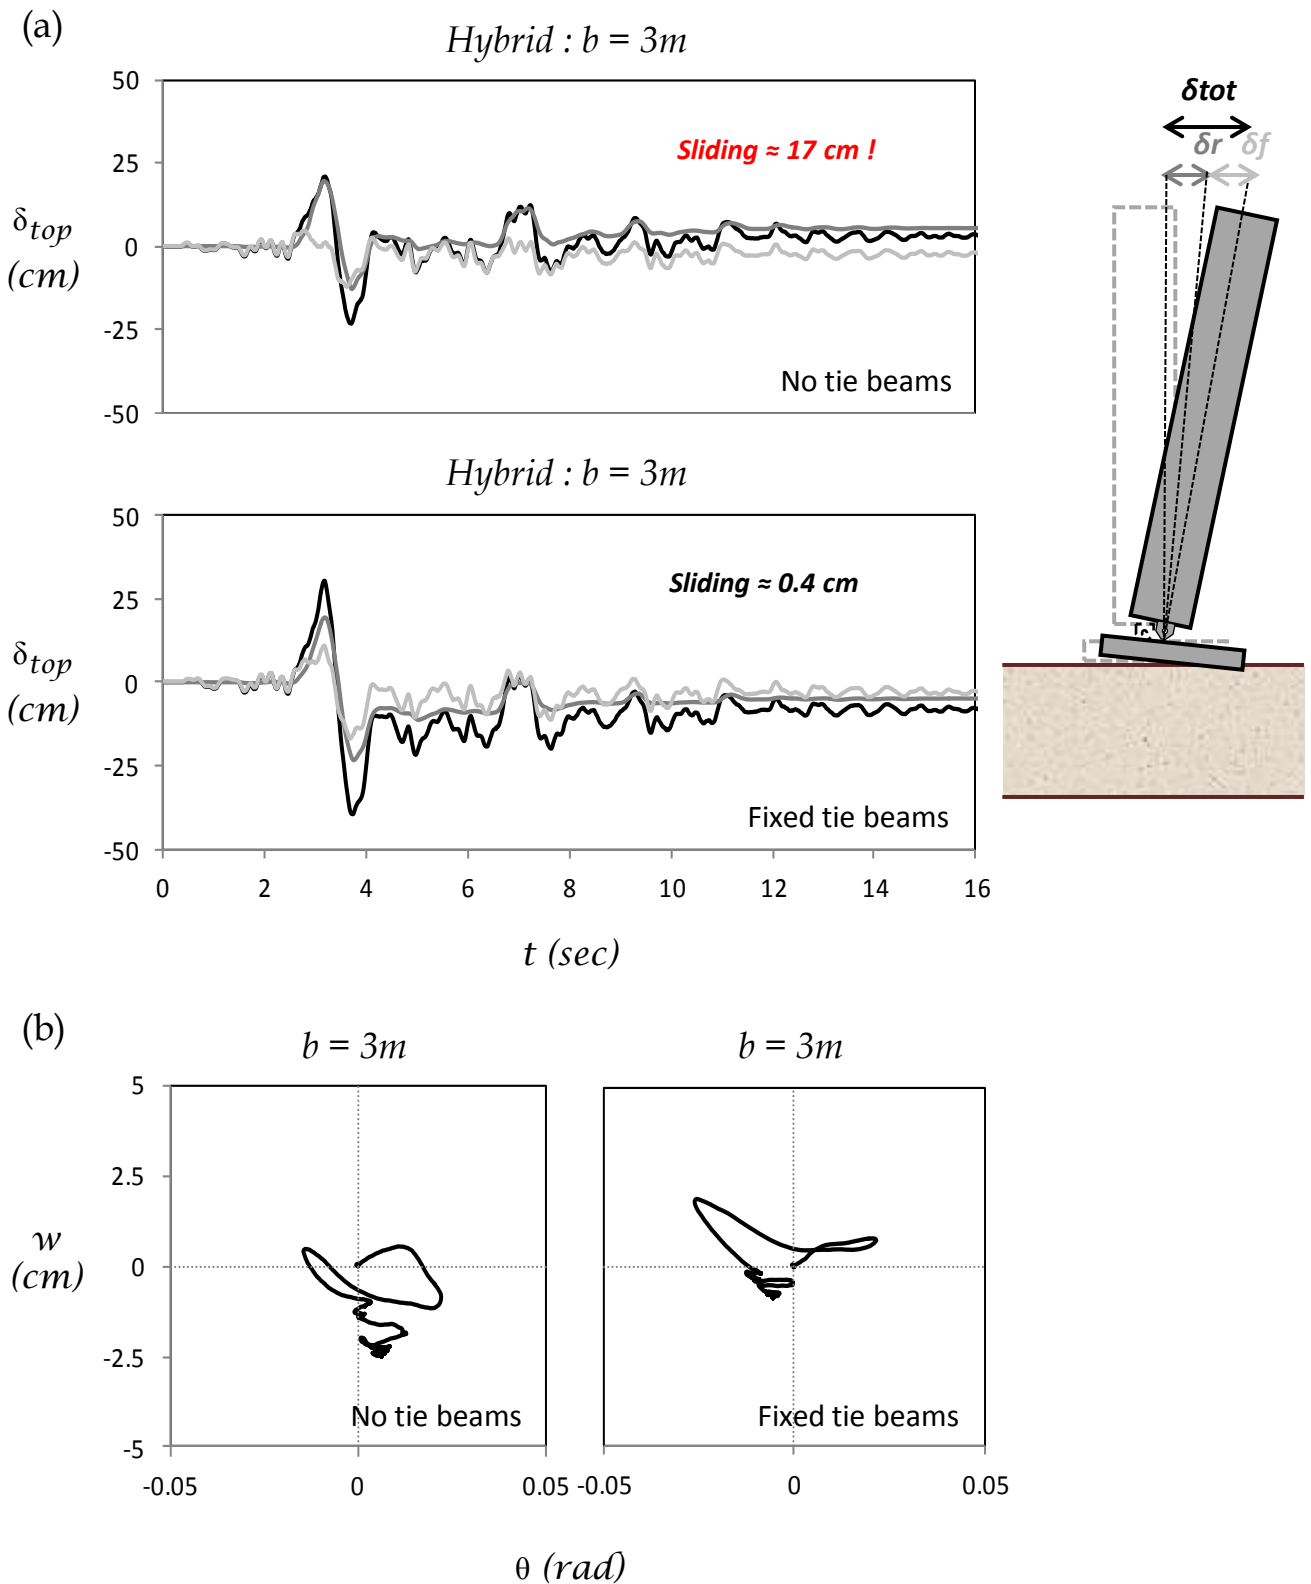 (a)
Hybrid : b = 3m
50
25
0
-25
-50
δtop
(cm)
Sliding ≈ 17 cm !
No tie beams
δtot
δr
δf
Hybrid : b = 3m
50
25
0
-25
-50
δtop
(cm)
Sliding ≈ 0.4 cm
Fixed tie beams
0 2 4 6 8 10 12 14 16
t (sec)
(b)
b = 3m
b = 3m
5
2.5
0
-2.5
-5
w
(cm)
No tie beams
Fixed tie beams
-0.05 0 0.05
-0.05 0 0.05
θ (rad)